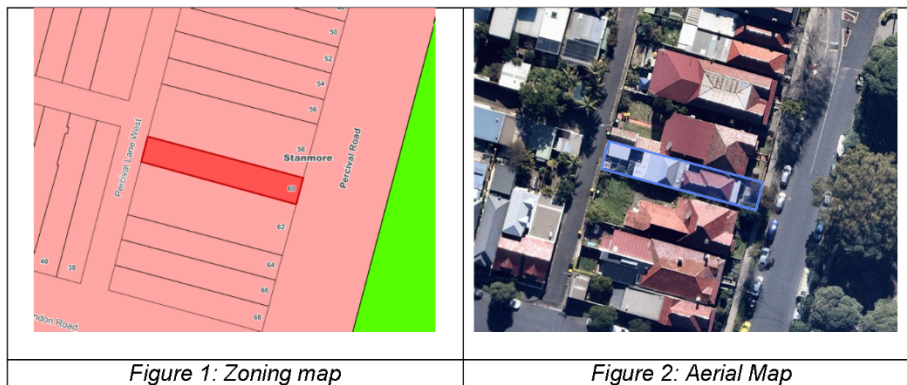 50
52
54
56
58
Stanmore
60
62
64
66
68
40
38
Percival Lane West
Percival Road
ndon Road
Figure 1: Zoning map
Figure 2: Aerial Map